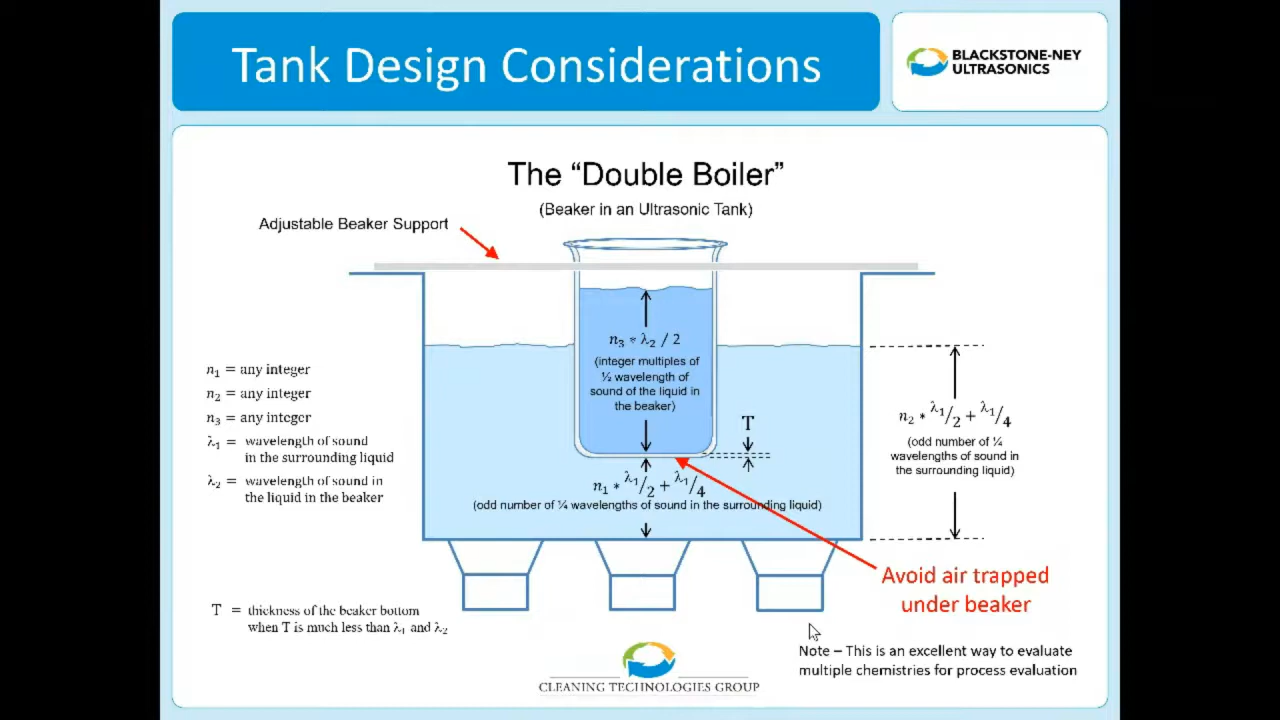 Tank Design Considerations
BLACKSTONE-NEY
ULTRASONICS
The “Double Boiler”
(Beaker in an Ultrasonic Tank)
Adjustable Beaker Support
n₃ * λ₂ / 2
(integer multiples of
½ wavelength of
sound of the liquid in
the beaker)
n₁ = any integer
n₂ = any integer
n₃ = any integer
λ₁ = wavelength of sound
in the surrounding liquid
λ₂ = wavelength of sound in
the liquid in the beaker
T
n₂ * λ₁/2 + λ₁/4
(odd number of ¼
wavelengths of sound in
the surrounding liquid)
n₁ * λ₁/2 + λ₁/4
(odd number of ¼ wavelengths of sound in the surrounding liquid)
Avoid air trapped
under beaker
T = thickness of the beaker bottom
when T is much less than λ₁ and λ₂
Note – This is an excellent way to evaluate
multiple chemistries for process evaluation
CLEANING TECHNOLOGIES GROUP